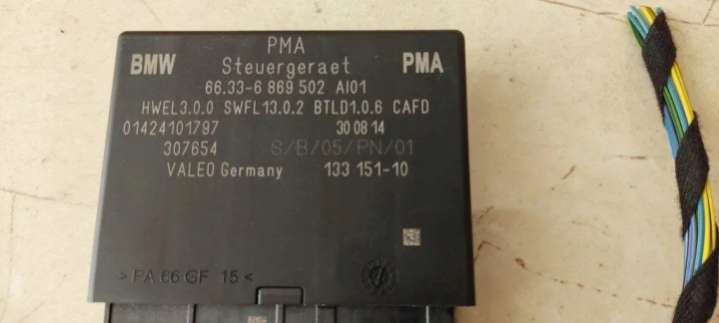 PMA
BMW Steuergeraet PMA
66.33-6 869 502 AI01
HWEL3.0.0 SWFL13.0.2 BTLD1.0.6 CAFD
01424101797 30 08 14
307654 S/B/05/PN/01
VALEO Germany 133 151-10
> PA 66 GF 15 <